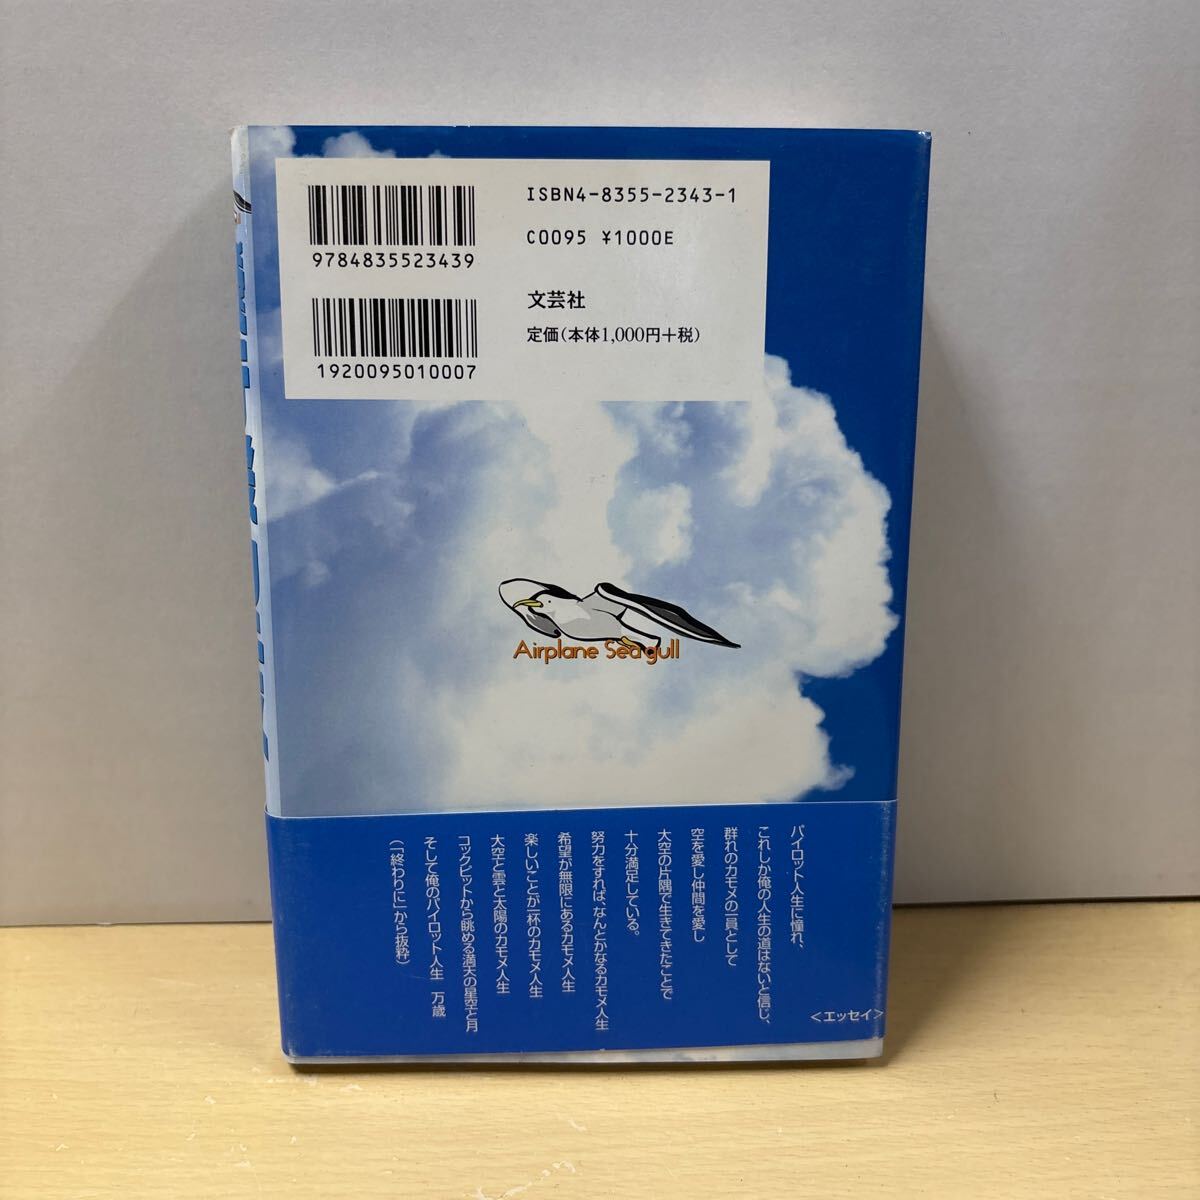 ISBN4-8355-2343-1
C0095 ¥1000E
9784835523439
文芸社
定価(本体1,000円+税)
1920095010007
Airplane Sea gull
パイロット人生に憧れ、
これしか俺の人生の道はないと信じ、
群れのカモメの一員として
空を愛し仲間を愛し
大空の片隅で生きてきたことで
十分満足している。
努力をすれば、なんとかなるカモメ人生
希望が無限にあるカモメ人生
楽しいことが一杯のカモメ人生
大空と雲と太陽のカモメ人生
コックピットから眺める満天の星空と月
そして俺のパイロット人生 万歳
(「終わりに」から抜粋)
<エッセイ>